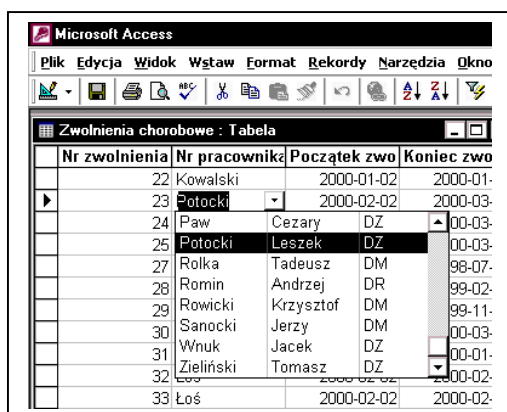 Microsoft Access
Plik Edycja Widok Wstaw Format Rekordy Narzędzia Okno
ABC A Z Z A
Zwolnienia chorobowe : Tabela
Nr zwolnienia Nr pracownika Początek zwo Koniec zwo
22 Kowalski 2000-01-02 2000-01-
23 Potocki 2000-02-02 2000-03-
24 Paw Cezary DZ 00-03-
25 Potocki Leszek DZ 00-03-
27 Rolka Tadeusz DM 98-07-
28 Romin Andrzej DR 99-02-
29 Rowicki Krzysztof DM 99-11-
30 Sanocki Jerzy DM 00-03-
31 Wnuk Jacek DZ 00-01-
32 Zieliński Tomasz DZ 2000-02-
33 Łoś 2000-02-02 2000-02-